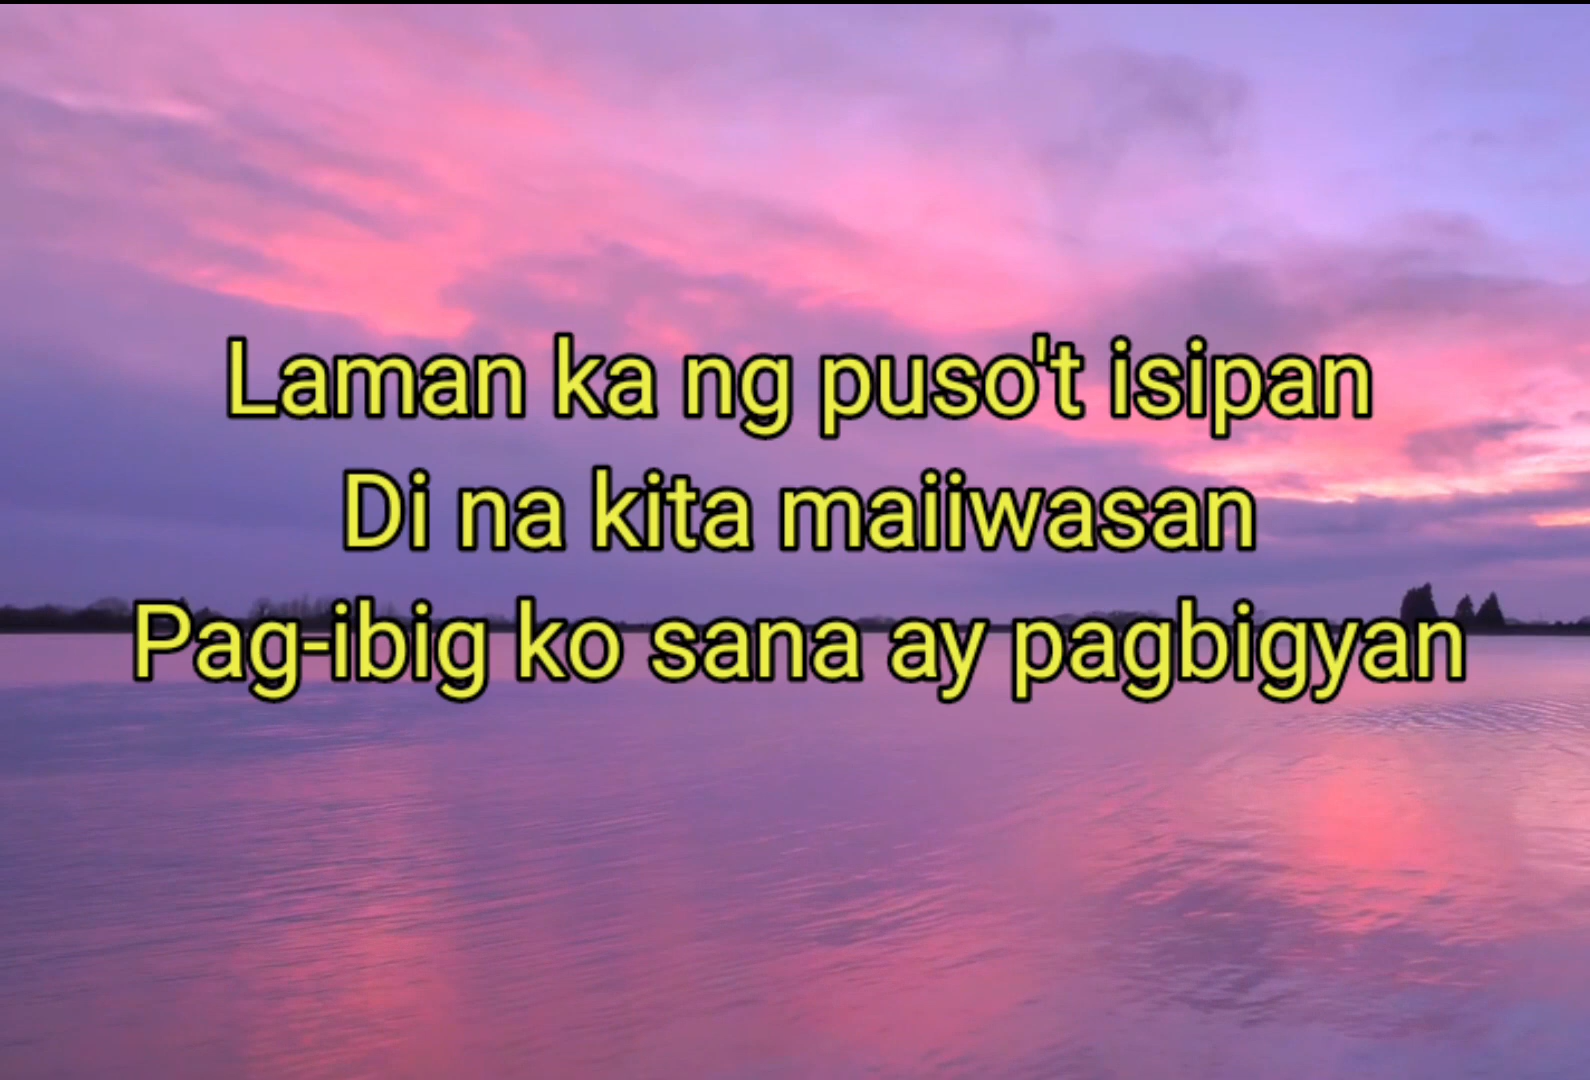 Laman ka ng puso't isipan
Di na kita maiiwasan
Pag-ibig ko sana ay pagbigyan